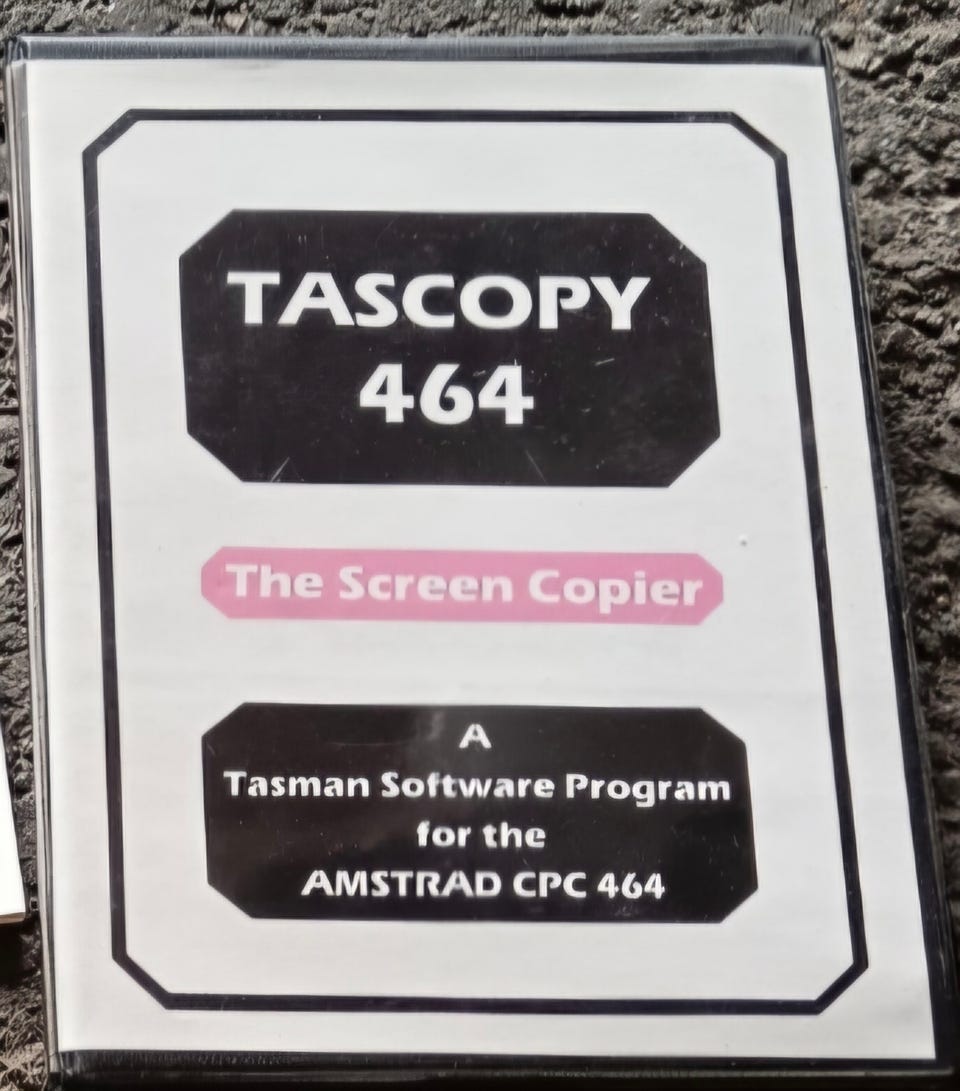 TASCOPY
464
The Screen Copier
A
Tasman Software Program
for the
AMSTRAD CPC 464